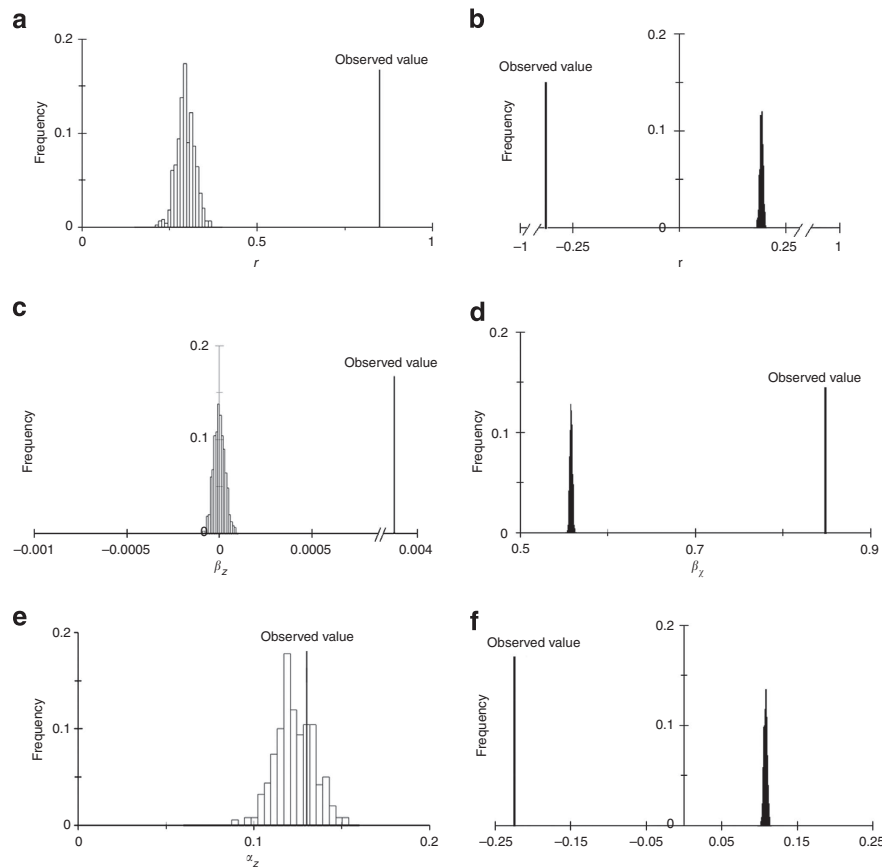 a
0.2
Observed value
Frequency
0.1
0
0 0.5 1
r
b
0.2
Observed value
Frequency
0.1
0
–1 –0.25 0.25 1
r
c
0.2
Observed value
Frequency
0.1
0
–0.001 –0.0005 0 0.0005 0.004
βz
d
0.2
Observed value
Frequency
0.1
0
0.5 0.7 0.9
βχ
e
0.2
Observed value
Frequency
0.1
0
0 0.1 0.2
αz
f
0.2
Observed value
Frequency
0.1
0
–0.25 –0.15 –0.05 0.05 0.15 0.25